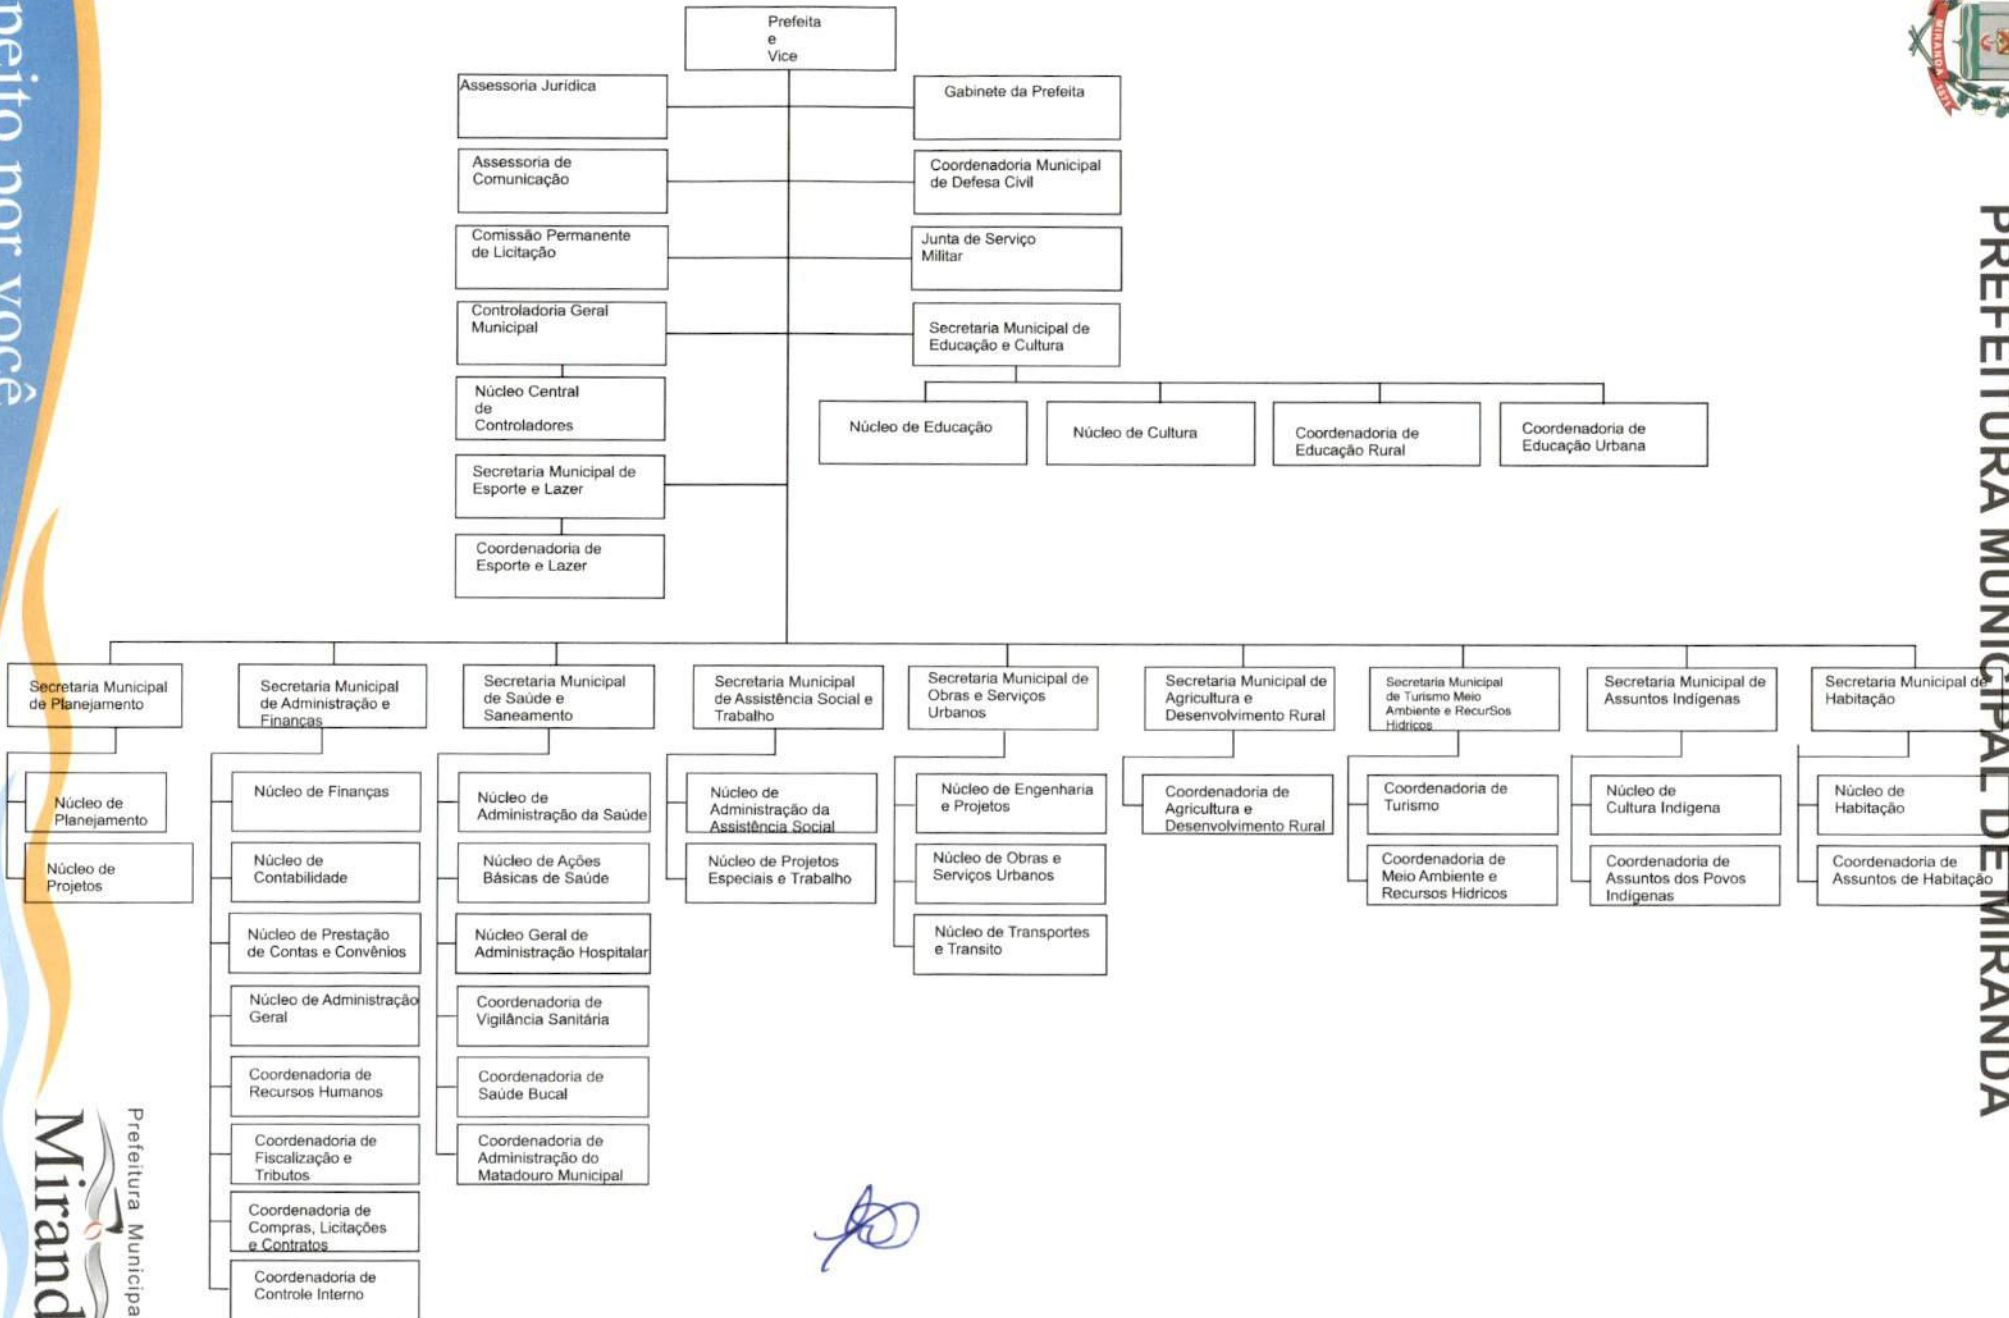 Prefeita
e
Vice
Assessoria Jurídica
Gabinete da Prefeita
Assessoria de
Comunicação
Coordenadoria Municipal
de Defesa Civil
Comissão Permanente
de Licitação
Junta de Serviço
Militar
Controladoria Geral
Municipal
Secretaria Municipal de
Educação e Cultura
Núcleo Central
de
Controladores
Núcleo de Educação
Núcleo de Cultura
Coordenadoria de
Educação Rural
Coordenadoria de
Educação Urbana
Secretaria Municipal de
Esporte e Lazer
Coordenadoria de
Esporte e Lazer
Secretaria Municipal
de Planejamento
Núcleo de
Planejamento
Núcleo de
Projetos
Secretaria Municipal
de Administração e
Finanças
Núcleo de Finanças
Núcleo de
Contabilidade
Núcleo de Prestação
de Contas e Convênios
Núcleo de Administração
Geral
Coordenadoria de
Recursos Humanos
Coordenadoria de
Fiscalização e
Tributos
Coordenadoria de
Compras, Licitações
e Contratos
Coordenadoria de
Controle Interno
Secretaria Municipal
de Saúde e
Saneamento
Núcleo de
Administração da Saúde
Núcleo de Ações
Básicas de Saúde
Núcleo Geral de
Administração Hospitalar
Coordenadoria de
Vigilância Sanitária
Coordenadoria de
Saúde Bucal
Coordenadoria de
Administração do
Matadouro Municipal
Secretaria Municipal
de Assistência Social e
Trabalho
Núcleo de
Administração da
Assistência Social
Núcleo de Projetos
Especiais e Trabalho
Secretaria Municipal de
Obras e Serviços
Urbanos
Núcleo de Engenharia
e Projetos
Núcleo de Obras e
Serviços Urbanos
Núcleo de Transportes
e Transito
Secretaria Municipal de
Agricultura e
Desenvolvimento Rural
Coordenadoria de
Agricultura e
Desenvolvimento Rural
Secretaria Municipal
de Turismo Meio
Ambiente e RecurSos
Hídricos
Coordenadoria de
Turismo
Coordenadoria de
Meio Ambiente e
Recursos Hídricos
Secretaria Municipal de
Assuntos Indígenas
Núcleo de
Cultura Indígena
Coordenadoria de
Assuntos dos Povos
Indígenas
Secretaria Municipal de
Habitação
Núcleo de
Habitação
Coordenadoria de
Assuntos de Habitação
PREFEITURA MUNICIPAL DE MIRANDA
MIRANDA 1871
peito por você
Prefeitura Municipa
Mirand